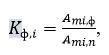 Kф,i = Ami,ф / Ami,n,